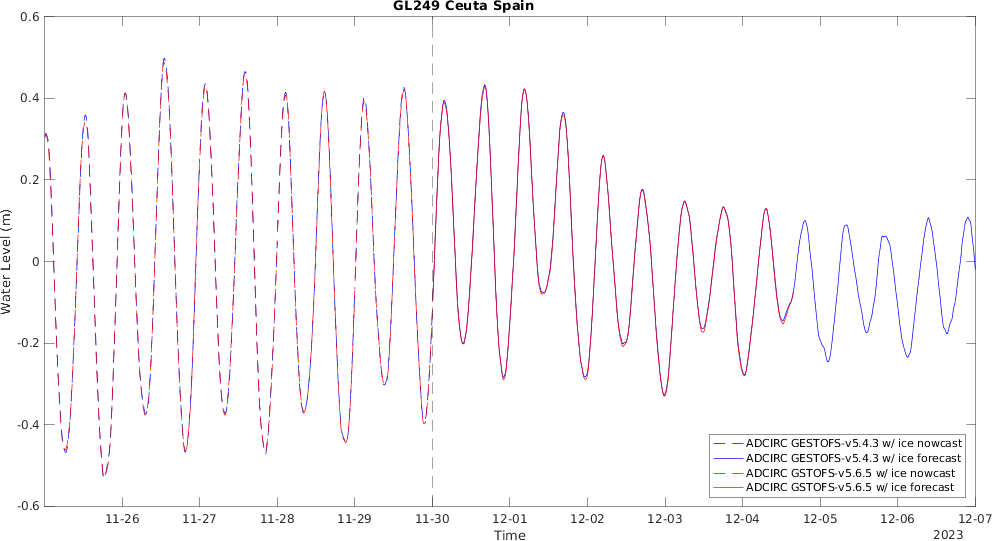 GL249 Ceuta Spain
0.6
0.4
0.2
0
-0.2
-0.4
-0.6
Water Level (m)
ADCIRC GESTOFS-v5.4.3 w/ ice nowcast
ADCIRC GESTOFS-v5.4.3 w/ ice forecast
ADCIRC GSTOFS-v5.6.5 w/ ice nowcast
ADCIRC GSTOFS-v5.6.5 w/ ice forecast
11-26 11-27 11-28 11-29 11-30 12-01 12-02 12-03 12-04 12-05 12-06 12-07
Time
2023